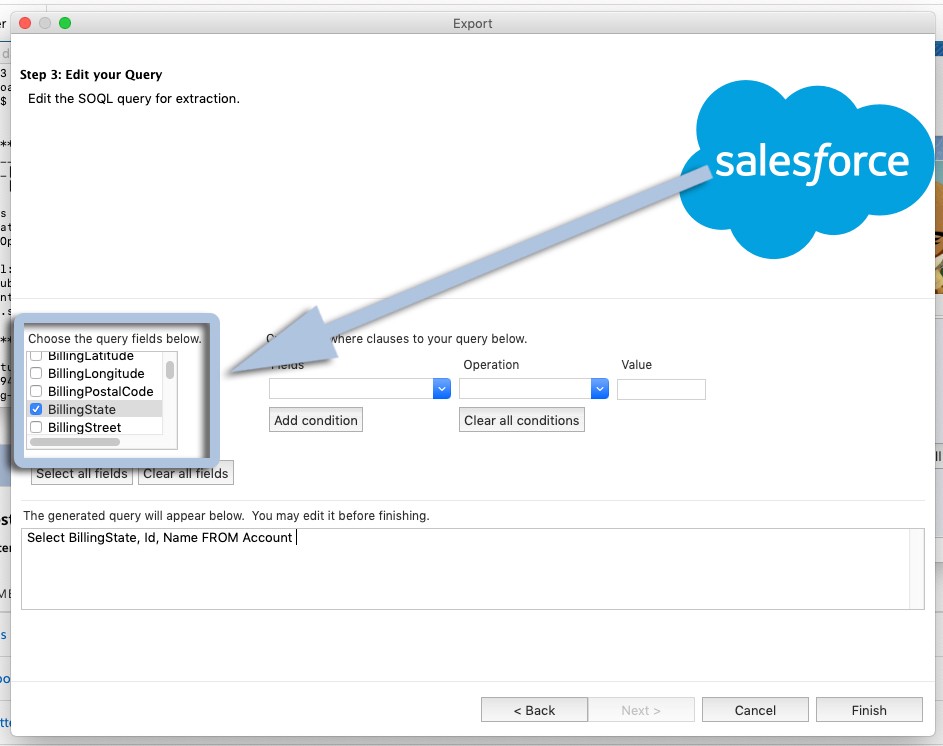 Export
Step 3: Edit your Query
Edit the SOQL query for extraction.
salesforce
Choose the query fields below.
where clauses to your query below.
BillingLatitude
BillingLongitude
BillingPostalCode
BillingState
BillingStreet
Fields Operation Value
Add condition Clear all conditions
Select all fields Clear all fields
The generated query will appear below.  You may edit it before finishing.
Select BillingState, Id, Name FROM Account
< Back Next > Cancel Finish